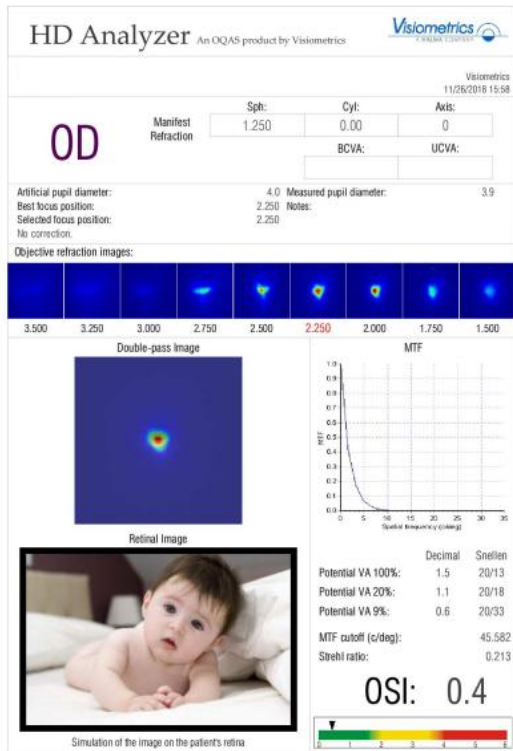 HD Analyzer An OQAS product by Visiometrics
Visiometrics
A HALMA COMPANY
Visiometrics
11/26/2018 15:58
OD
Manifest Refraction
Sph: Cyl: Axis:
1.250 0.00 0
BCVA: UCVA:
Artificial pupil diameter: 4.0 Measured pupil diameter: 3.9
Best focus position: 2.250 Notes:
Selected focus position: 2.250
No correction.
Objective refraction images:
3.500 3.250 3.000 2.750 2.500 2.250 2.000 1.750 1.500
Double-pass Image
MTF
1.0
0.9
0.8
0.7
0.6
0.5
0.4
0.3
0.2
0.1
0.0
MTF
0 5 10 15 20 25 30 35
Spatial frequency (c/deg)
Retinal Image
Decimal Snellen
Potential VA 100%: 1.5 20/13
Potential VA 20%: 1.1 20/18
Potential VA 9%: 0.6 20/33
MTF cutoff (c/deg): 45.582
Strehl ratio: 0.213
OSI: 0.4
0 1 2 3 4 5 6
Simulation of the image on the patient's retina